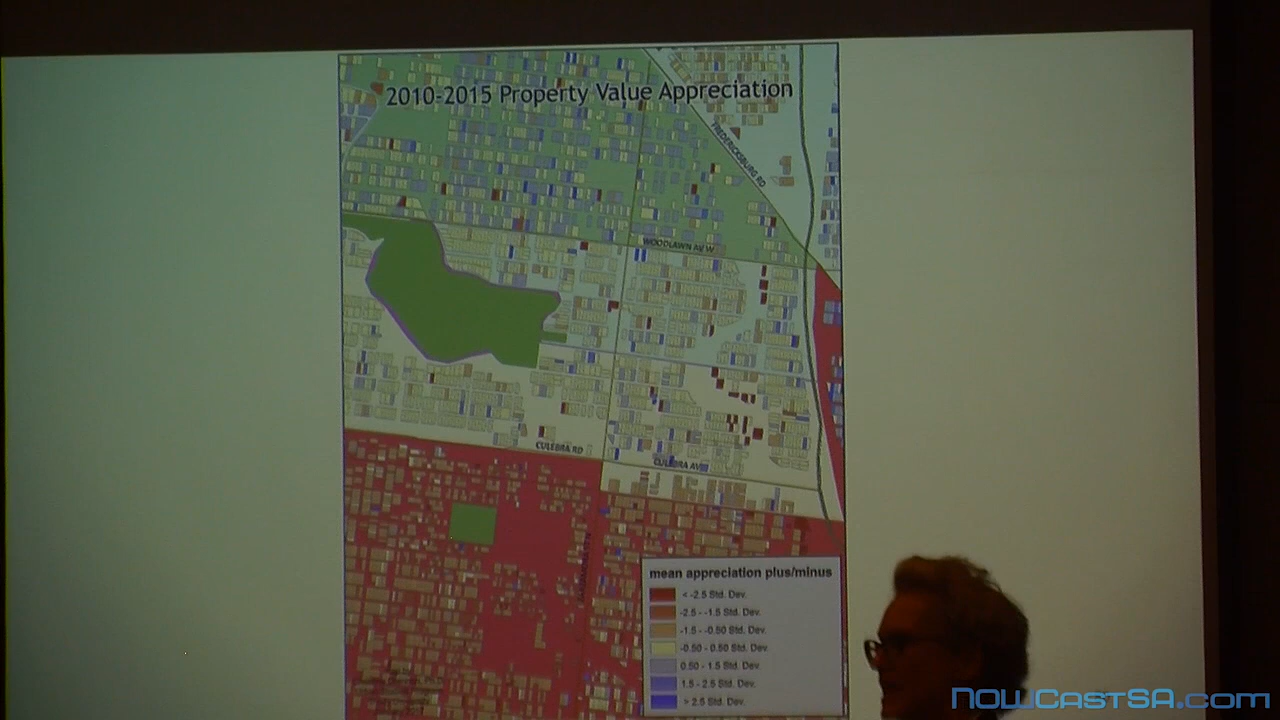 2010-2015 Property Value Appreciation
FREDERICKSBURG RD
WOODLAWN AV W
CULEBRA RD
CULEBRA AV
mean appreciation plus/minus
< -2.5 Std. Dev.
-2.5 - -1.5 Std. Dev.
-1.5 - -0.50 Std. Dev.
-0.50 - 0.50 Std. Dev.
0.50 - 1.5 Std. Dev.
1.5 - 2.5 Std. Dev.
> 2.5 Std. Dev.
NOWCASTSA.com